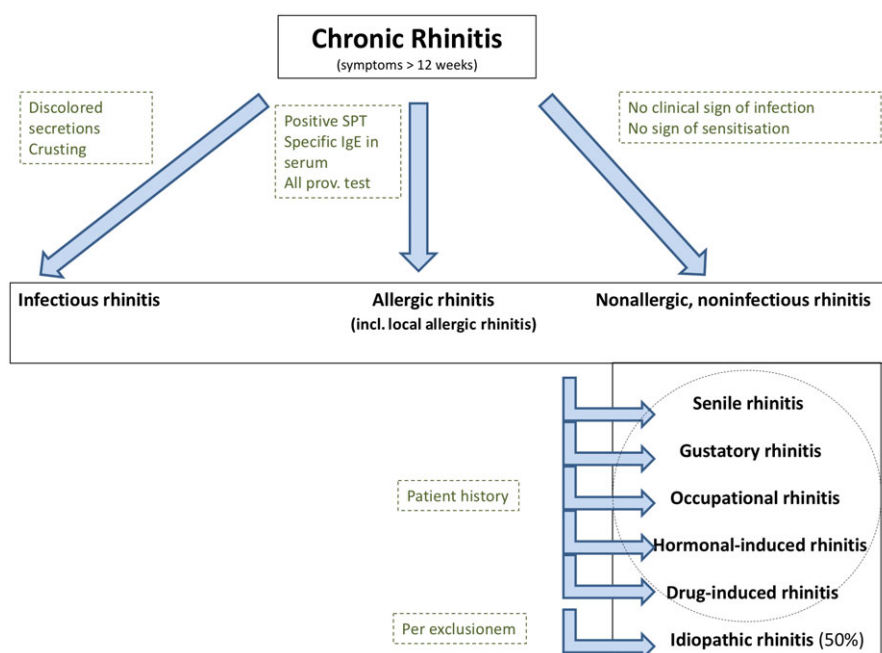 Chronic Rhinitis
(symptoms > 12 weeks)
Discolored
secretions
Crusting
Positive SPT
Specific IgE in
serum
All prov. test
No clinical sign of infection
No sign of sensitisation
Infectious rhinitis
Allergic rhinitis
(incl. local allergic rhinitis)
Nonallergic, noninfectious rhinitis
Senile rhinitis
Gustatory rhinitis
Patient history
Occupational rhinitis
Hormonal-induced rhinitis
Drug-induced rhinitis
Per exclusionem
Idiopathic rhinitis (50%)